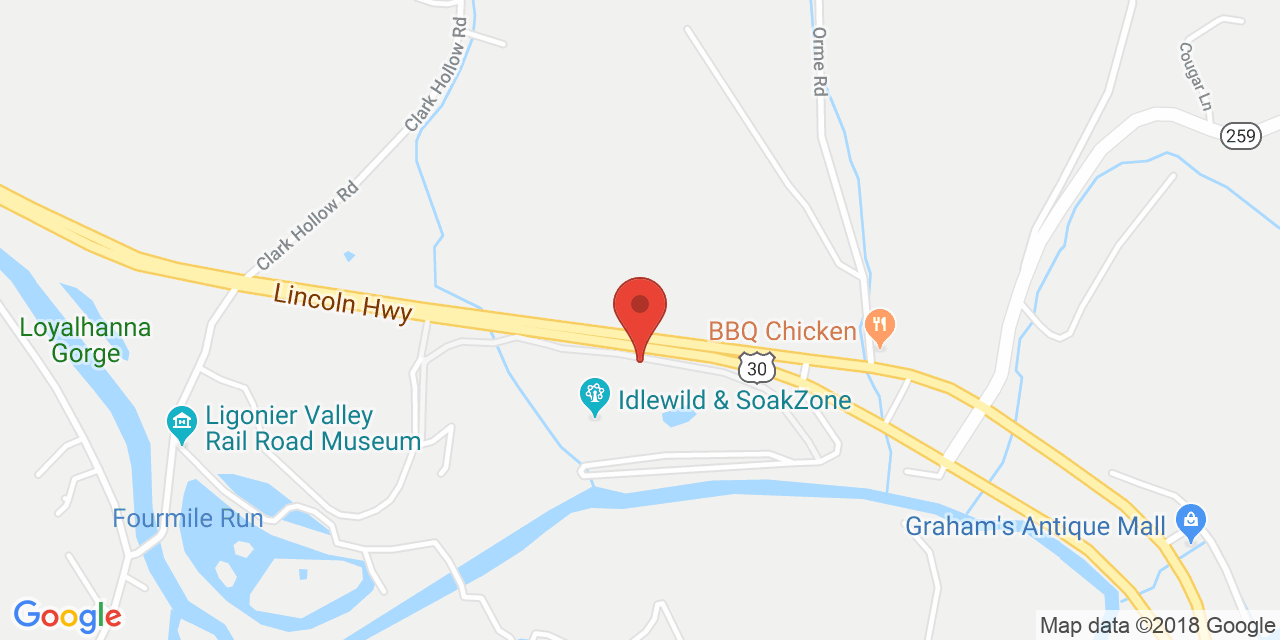 Clark Hollow Rd
Orme Rd
Cougar Ln
259
Clark Hollow Rd
Lincoln Hwy
Loyalhanna
Gorge
BBQ Chicken
30
Idlewild & SoakZone
Ligonier Valley
Rail Road Museum
Fourmile Run
Graham's Antique Mall
Google
Map data ©2018 Google